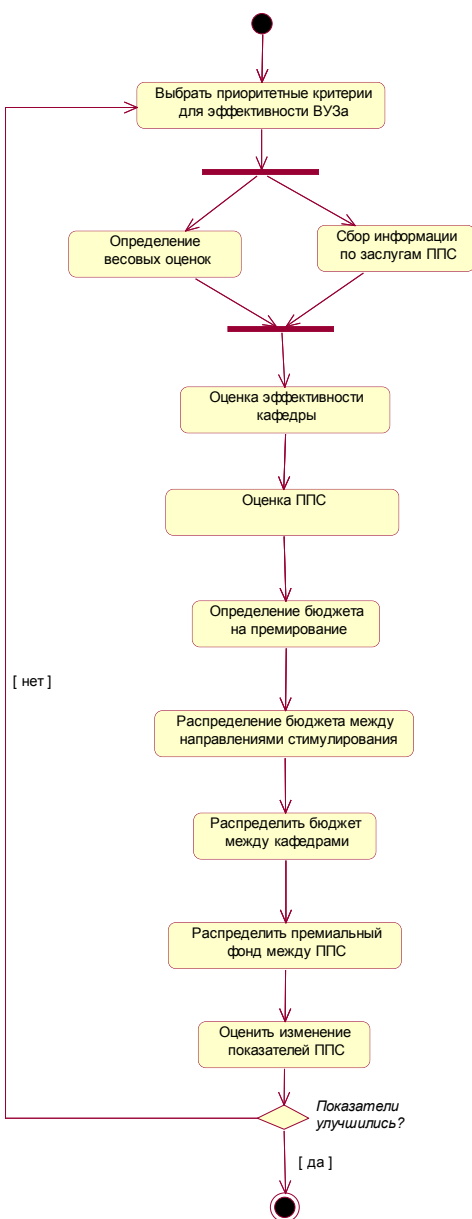 Выбрать приоритетные критерии
для эффективности ВУЗа
Определение
весовых оценок
Сбор информации
по заслугам ППС
Оценка эффективности
кафедры
Оценка ППС
Определение бюджета
на премирование
[ нет ]
Распределение бюджета между
направлениями стимулирования
Распределить бюджет
между кафедрами
Распределить премиальный
фонд между ППС
Оценить изменение
показателей ППС
Показатели
улучшились?
[ да ]